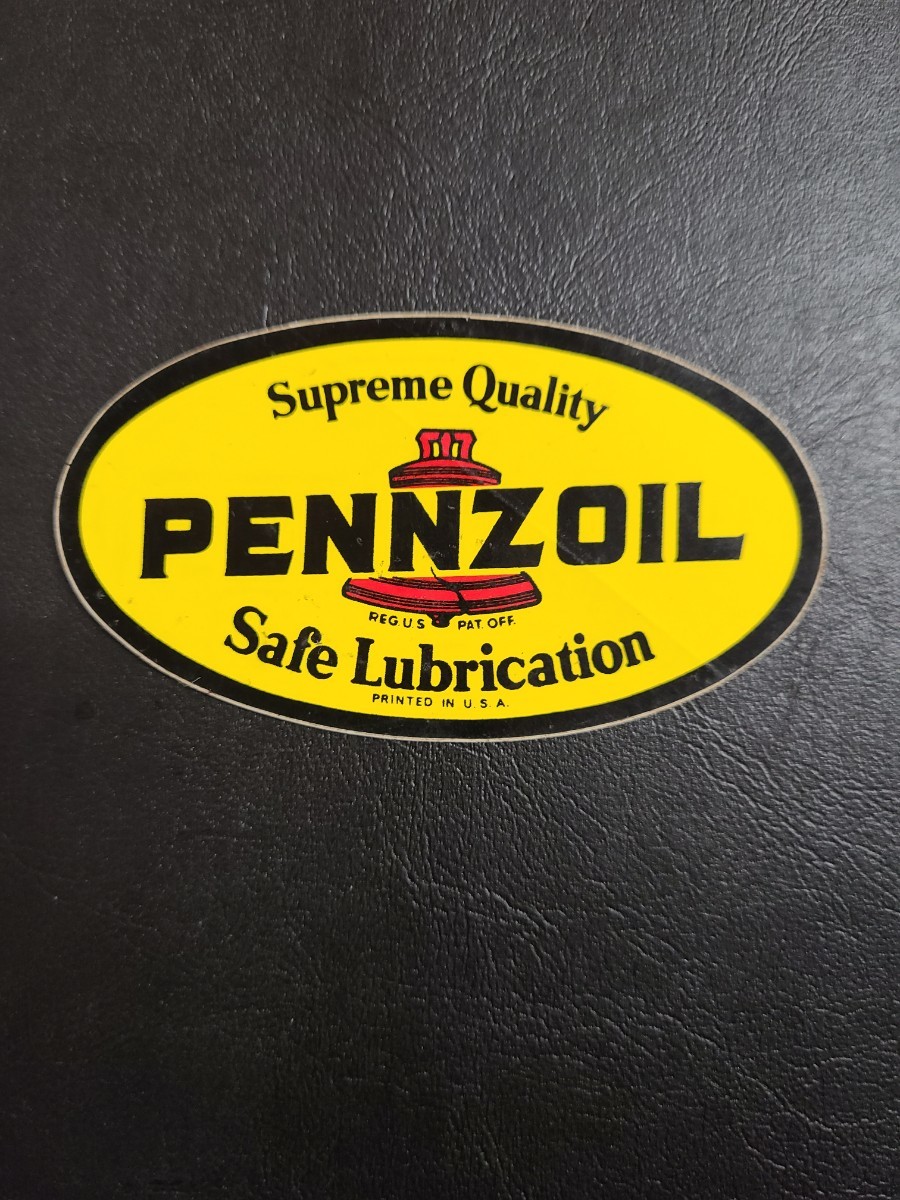 Supreme Quality
PENNZOIL
REG. U S PAT. OFF.
Safe Lubrication
PRINTED IN U. S. A.